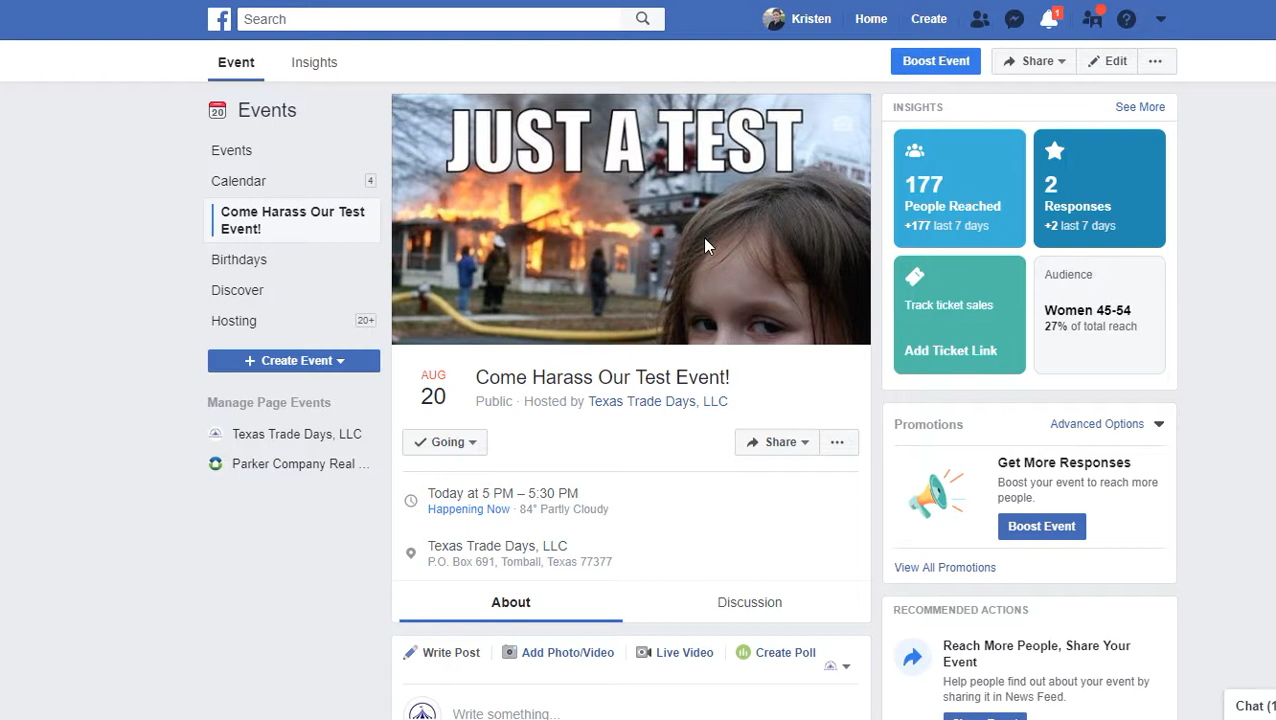 Search
Kristen
Home
Create
1
Event
Insights
Boost Event
Share
Edit
20
Events
Events
Calendar
4
Come Harass Our Test
Event!
Birthdays
Discover
Hosting
20+
+ Create Event
Manage Page Events
Texas Trade Days, LLC
Parker Company Real ...
JUST A TEST
AUG
20
Come Harass Our Test Event!
Public · Hosted by Texas Trade Days, LLC
Going
Share
Today at 5 PM – 5:30 PM
Happening Now · 84° Partly Cloudy
Texas Trade Days, LLC
P.O. Box 691, Tomball, Texas 77377
About
Discussion
Write Post
Add Photo/Video
Live Video
Create Poll
Write something...
INSIGHTS
See More
177
People Reached
+177 last 7 days
2
Responses
+2 last 7 days
Track ticket sales
Add Ticket Link
Audience
Women 45-54
27% of total reach
Promotions
Advanced Options
Get More Responses
Boost your event to reach more
people.
Boost Event
View All Promotions
RECOMMENDED ACTIONS
Reach More People, Share Your
Event
Help people find out about your event by
sharing it in News Feed.
Chat (1